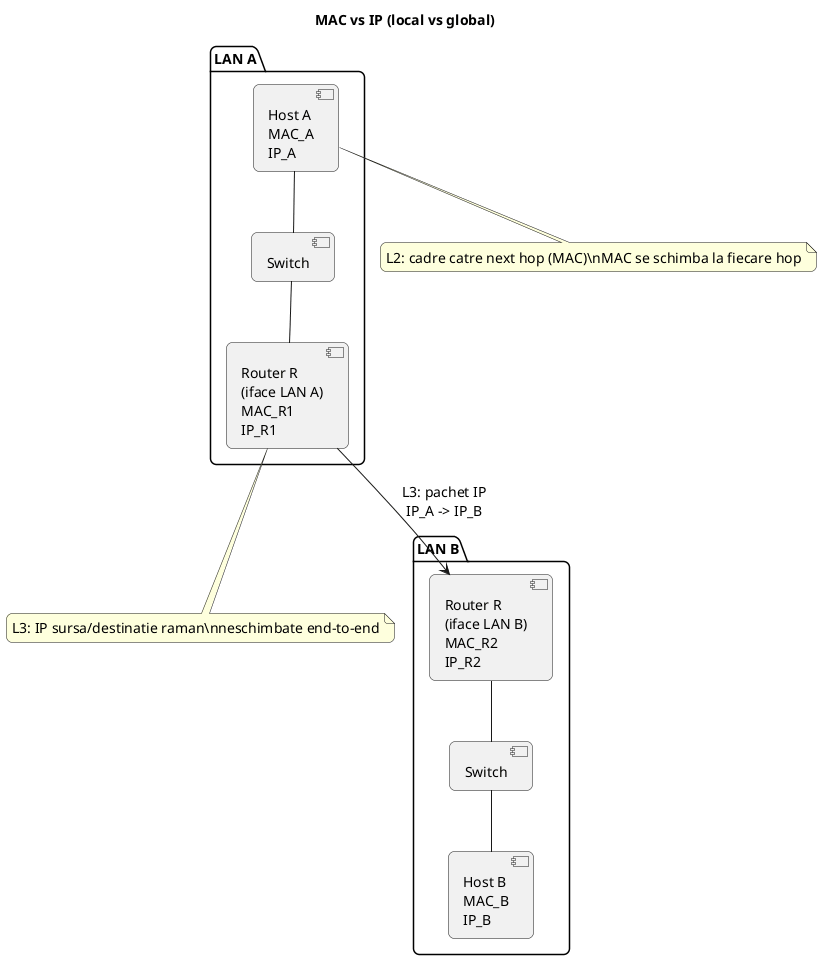 MAC vs IP (local vs global)
LAN A
Host A
MAC_A
IP_A
Switch
L2: cadre catre next hop (MAC)\nMAC se schimba la fiecare hop
Router R
(iface LAN A)
MAC_R1
IP_R1
L3: pachet IP
IP_A -> IP_B
LAN B
Router R
(iface LAN B)
MAC_R2
IP_R2
L3: IP sursa/destinatie raman\nneschimbate end-to-end
Switch
Host B
MAC_B
IP_B